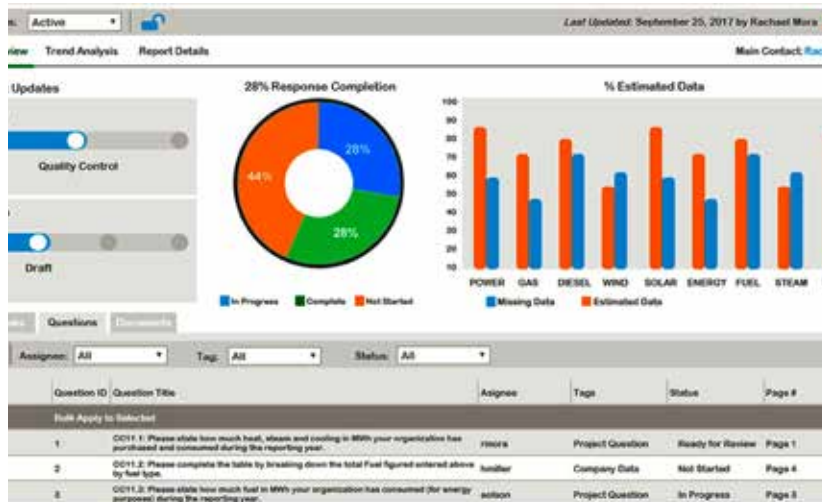 Active
Last Updated: September 25, 2017 by Rachael Mora
Trend Analysis
Report Details
Main Contact:
Updates
Quality Control
Draft
28% Response Completion
28%
44%
28%
In Progress
Complete
Not Started
% Estimated Data
100
90
80
70
60
50
40
30
20
10
POWER GAS DIESEL WIND SOLAR ENERGY FUEL STEAM
Missing Data
Estimated Data
Questions
Documents
Assignee: All
Tag: All
Status: All
Question ID Question Title Asignee Tags Status Page #
Bulk Apply to Selected
1 CC11.1: Please state how much heat, steam and cooling in MWh your organization has
purchased and consumed during the reporting year.
rmora Project Question Ready for Review Page 1
2 CC11.2: Please complete the table by breaking down the total Fuel figured entered above
by fuel type.
hmiller Company Data Not Started Page 4
3 CC11.3: Please state how much fuel in MWh your organization has consumed (for energy
purposes) during the reporting year.
Project Question In Progress Page 3